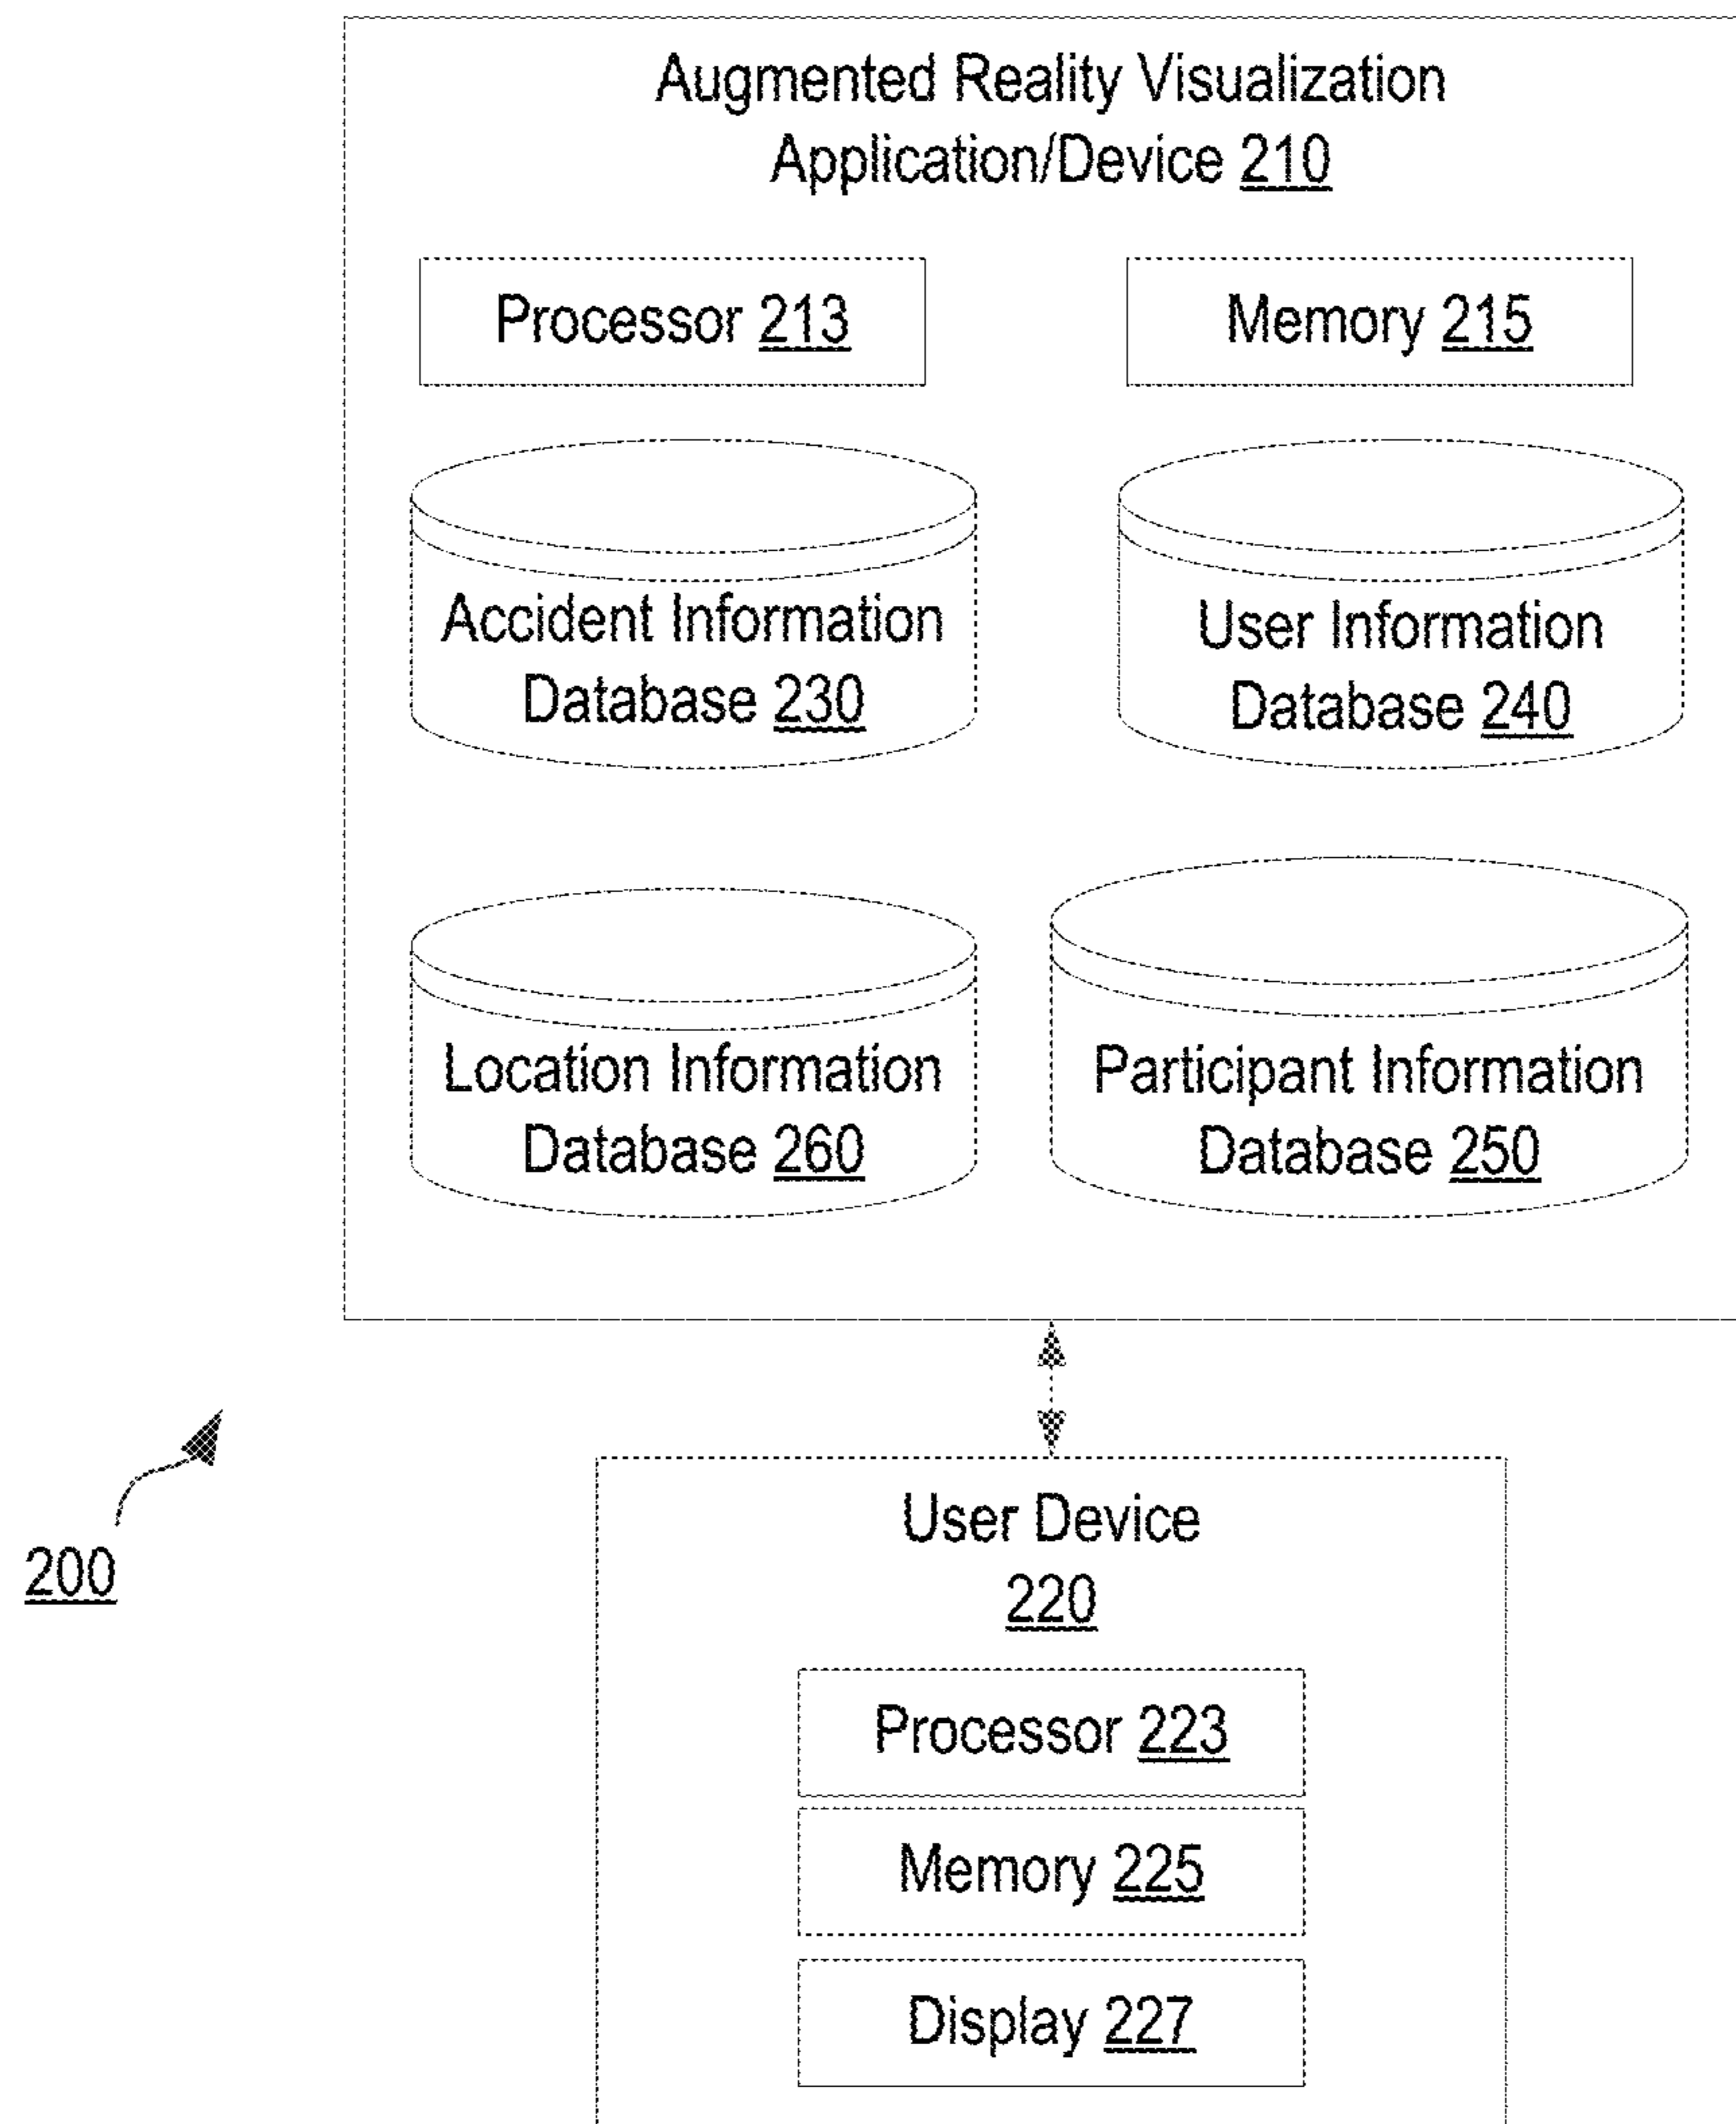 Augmented Reality Visualization
Application/Device 210
Processor 213
Memory 215
Accident Information
Database 230
User Information
Database 240
Location Information
Database 260
Participant Information
Database 250
200
User Device
220
Processor 223
Memory 225
Display 227